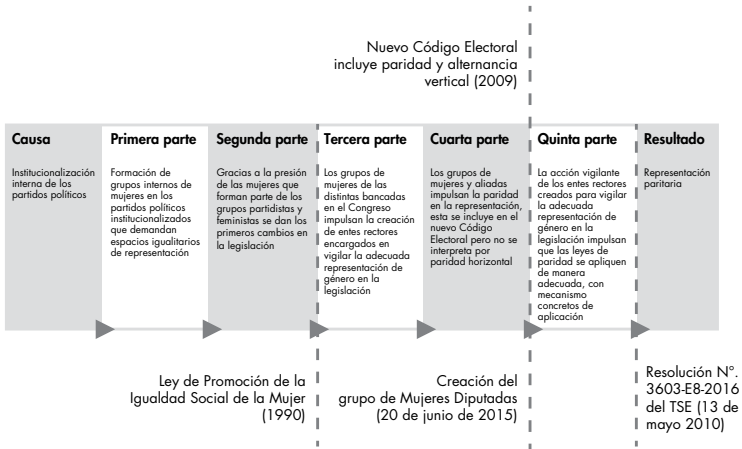 Nuevo Código Electoral
incluye paridad y alternancia
vertical (2009)
Causa
Institucionalización
interna de los
partidos políticos
Primera parte
Formación de
grupos internos de
mujeres en los
partidos políticos
institucionalizados
que demandan
espacios igualitarios
de representación
Segunda parte
Gracias a la presión
de las mujeres que
forman parte de los
grupos partidistas y
feministas se dan los
primeros cambios en
la legislación
Tercera parte
Los grupos de
mujeres de las
distintas bancadas
en el Congreso
impulsan la creación
de entes rectores
encargados en
vigilar la adecuada
representación de
género en la
legislación
Cuarta parte
Los grupos de
mujeres y aliadas
impulsan la paridad
en la representación,
esta se incluye en el
nuevo Código
Electoral pero no se
interpreta por
paridad horizontal
Quinta parte
La acción vigilante
de los entes rectores
creados para vigilar
la adecuada
representación de
género en la
legislación impulsan
que las leyes de
paridad se apliquen
de manera
adecuada, con
mecanismo
concretos de
aplicación
Resultado
Representación
paritaria
Ley de Promoción de la
Igualdad Social de la Mujer
(1990)
Creación del
grupo de Mujeres Diputadas
(20 de junio de 2015)
Resolución N°.
3603-E8-2016
del TSE (13 de
mayo 2010)